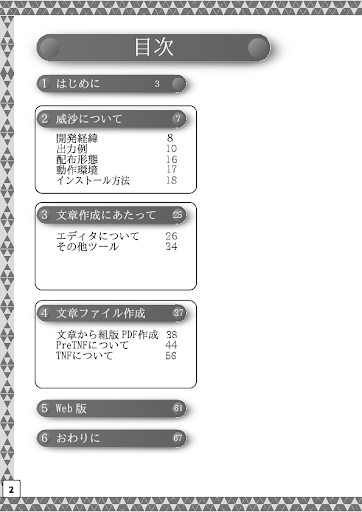 目次
1 はじめに 3
2 威沙について 7
開発経緯 8
出力例 10
配布形態 16
動作環境 17
インストール方法 18
3 文章作成にあたって 25
エディタについて 26
その他ツール 34
4 文章ファイル作成 37
文章から組版 PDF作成 38
PreTNFについて 44
TNFについて 56
5 Web 版 61
6 おわりに 67
2